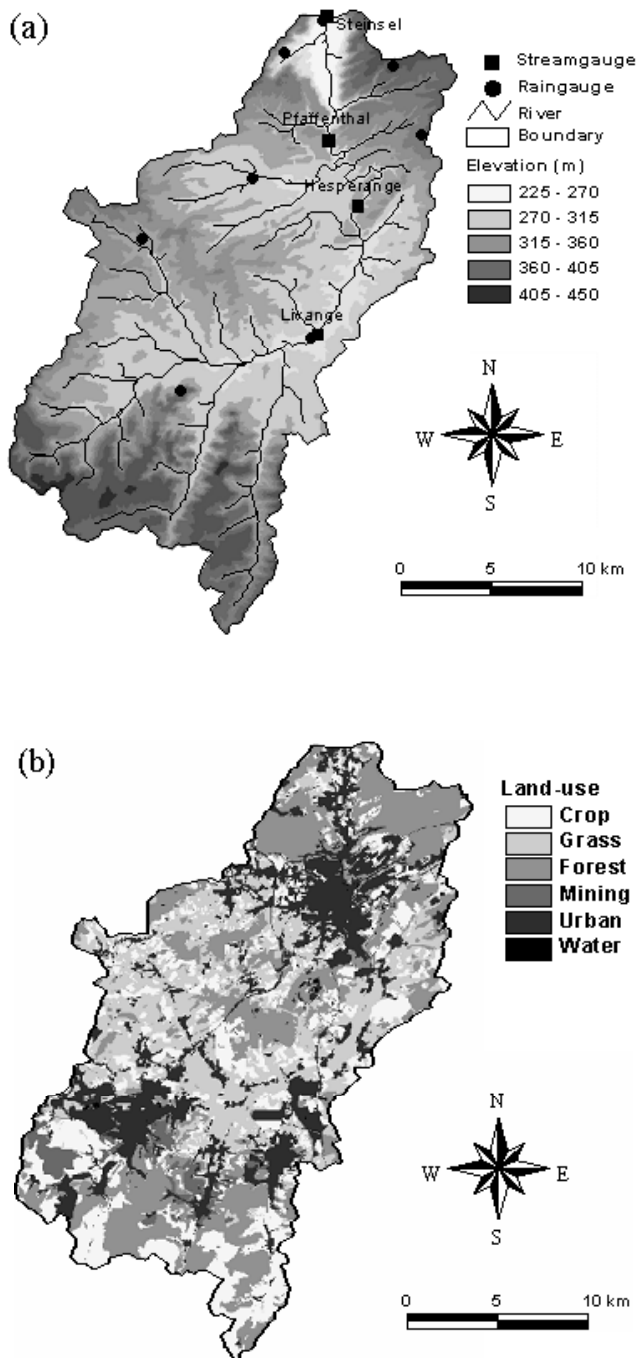 (a)
Steinsel
Pfaffenthal
Hesperange
Livange
Streamgauge
Raingauge
River
Boundary
Elevation (m)
225 - 270
270 - 315
315 - 360
360 - 405
405 - 450
N
W E
S
0 5 10 km
(b)
Land-use
Crop
Grass
Forest
Mining
Urban
Water
N
W E
S
0 5 10 km